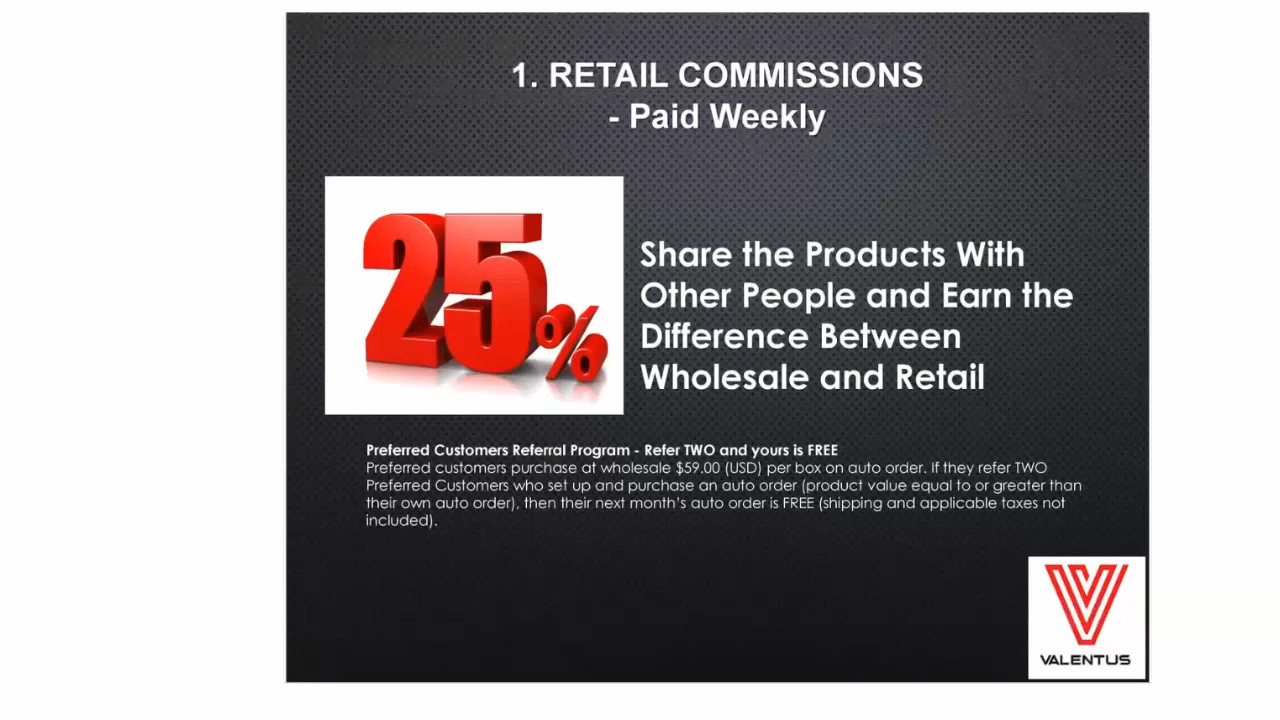 1. RETAIL COMMISSIONS
- Paid Weekly
25%
Share the Products With
Other People and Earn the
Difference Between
Wholesale and Retail
Preferred Customers Referral Program - Refer TWO and yours is FREE
Preferred customers purchase at wholesale $59.00 (USD) per box on auto order. If they refer TWO
Preferred Customers who set up and purchase an auto order (product value equal to or greater than
their own auto order), then their next month's auto order is FREE (shipping and applicable taxes not
included).
VALENTUS